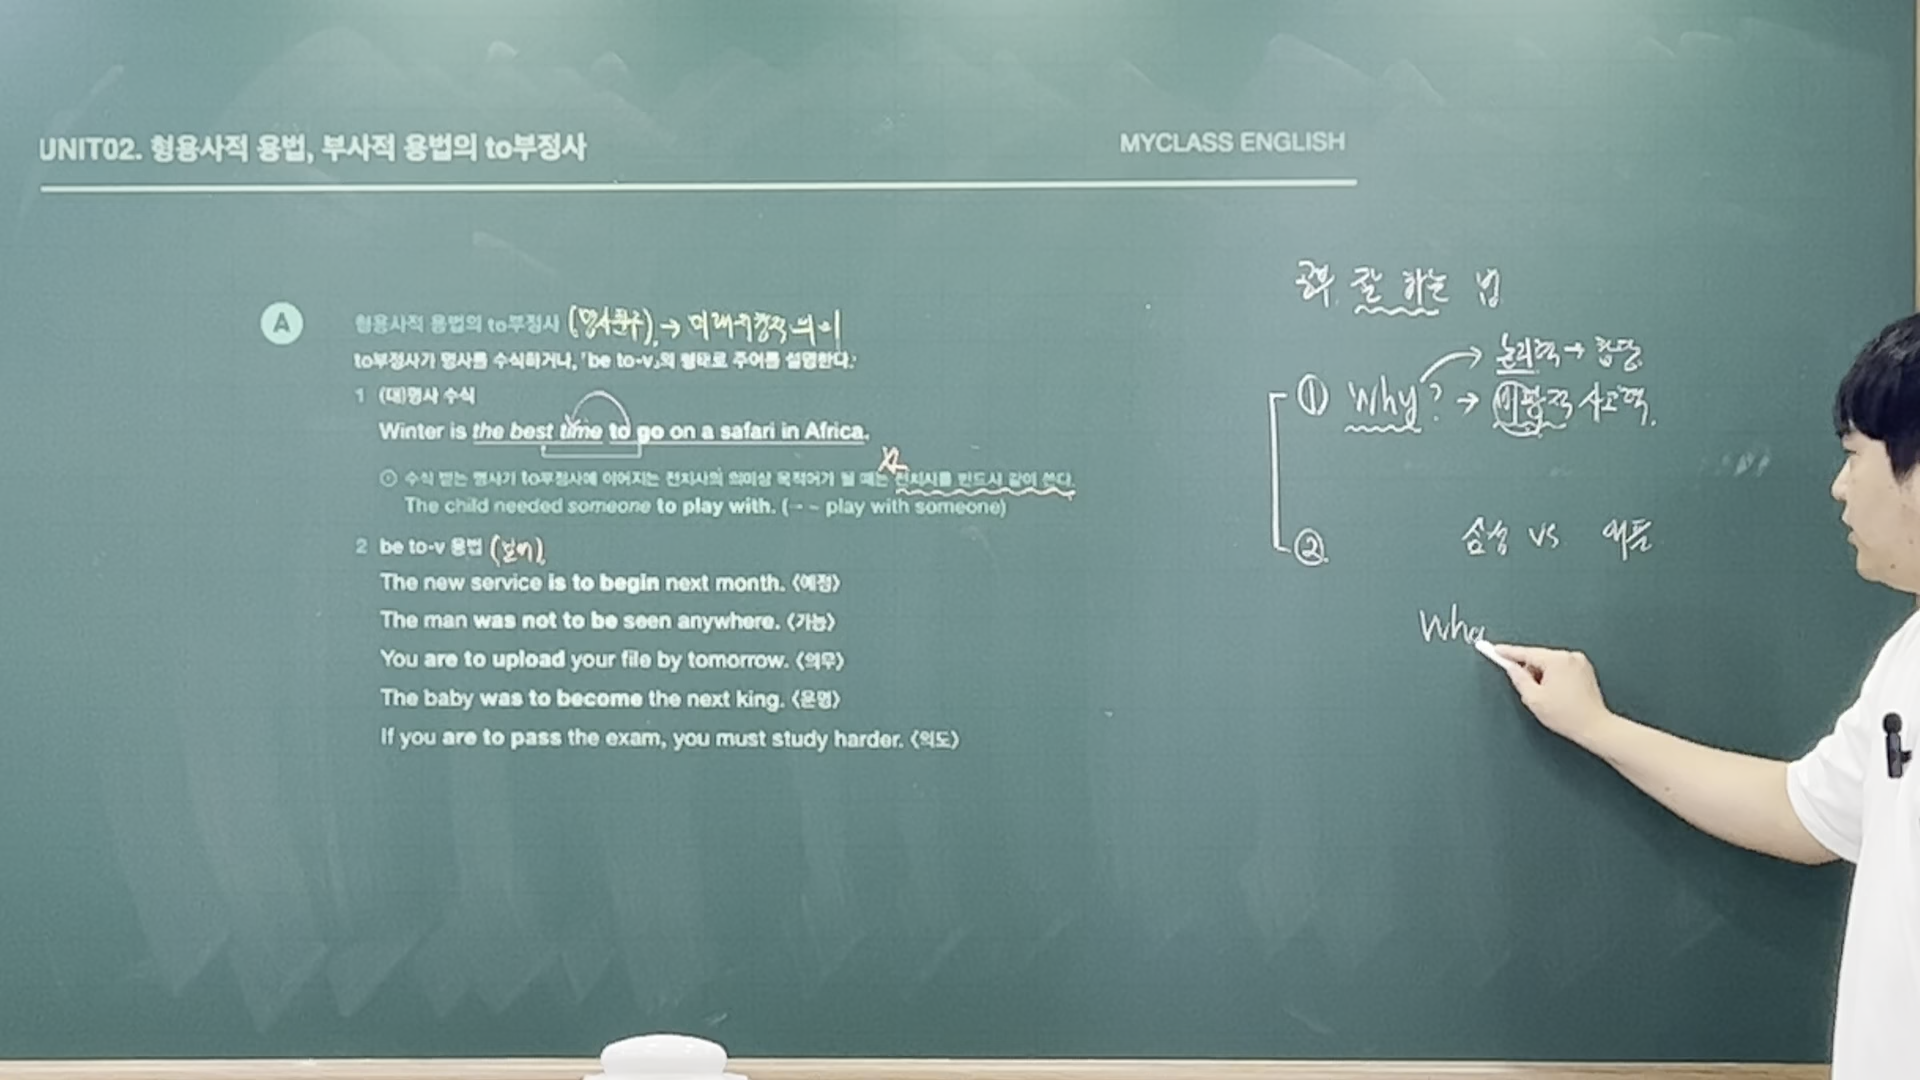 UNIT02. 형용사적 용법, 부사적 용법의 to부정사
MYCLASS ENGLISH
A
형용사적 용법의 to부정사 (명사수식) → 미래지향적 의미
to부정사가 명사를 수식하거나, 「be to-v」의 형태로 주어를 설명한다.
1 (대)명사 수식
Winter is the best time to go on a safari in Africa.
수식 받는 명사가 to부정사에 이어지는 전치사의 의미상 목적어가 될 때는 전치사를 반드시 같이 쓴다.
The child needed someone to play with. (← ~ play with someone)
2 be to-v 용법 (보어)
The new service is to begin next month. 〈예정〉
The man was not to be seen anywhere. 〈가능〉
You are to upload your file by tomorrow. 〈의무〉
The baby was to become the next king. 〈운명〉
If you are to pass the exam, you must study harder. 〈의도〉
공부 잘 하는 법
논리력 →
① Why? → 비판적 사고력.
② 삼성 vs 애플
Wha